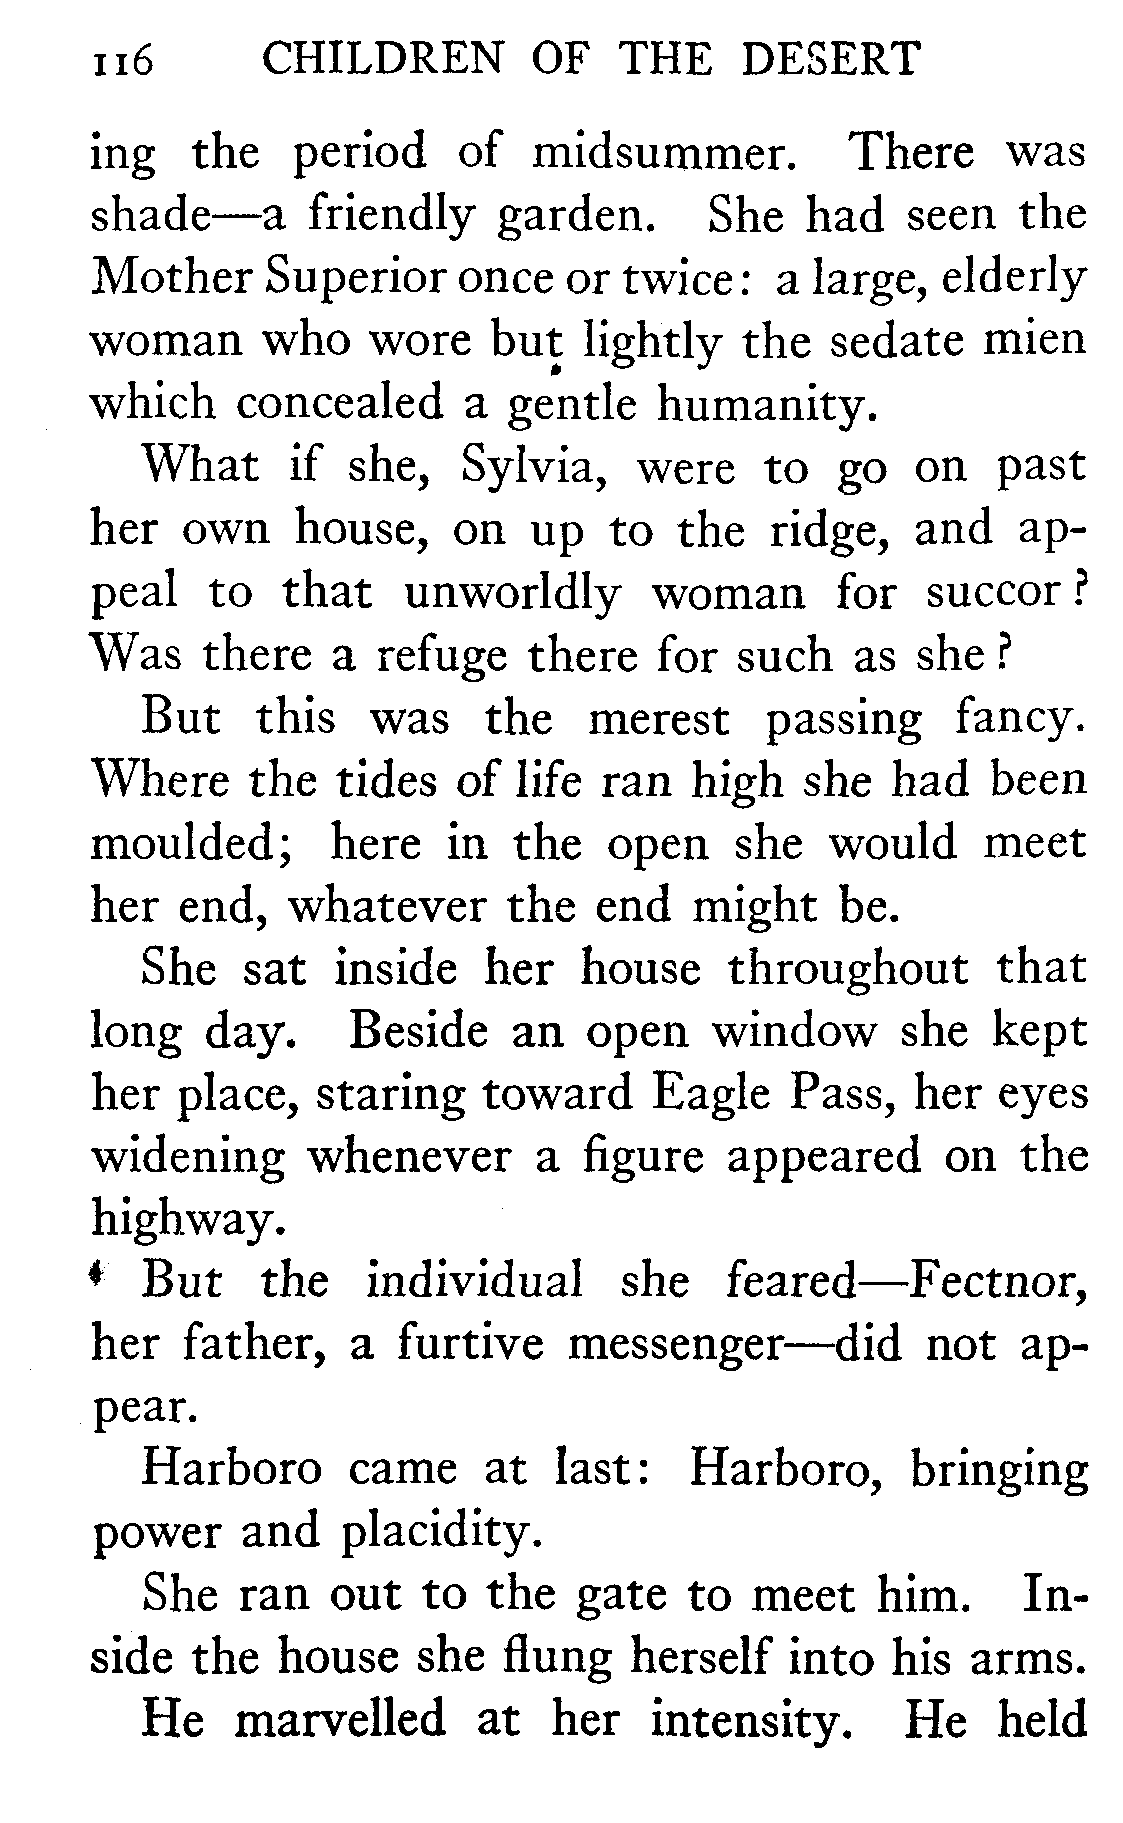 116 CHILDREN OF THE DESERT
ing the period of midsummer. There was
shade—a friendly garden. She had seen the
Mother Superior once or twice: a large, elderly
woman who wore but lightly the sedate mien
which concealed a gentle humanity.
What if she, Sylvia, were to go on past
her own house, on up to the ridge, and ap-
peal to that unworldly woman for succor?
Was there a refuge there for such as she?
But this was the merest passing fancy.
Where the tides of life ran high she had been
moulded; here in the open she would meet
her end, whatever the end might be.
She sat inside her house throughout that
long day. Beside an open window she kept
her place, staring toward Eagle Pass, her eyes
widening whenever a figure appeared on the
highway.
But the individual she feared—Fectnor,
her father, a furtive messenger—did not ap-
pear.
Harboro came at last: Harboro, bringing
power and placidity.
She ran out to the gate to meet him. In-
side the house she flung herself into his arms.
He marvelled at her intensity. He held